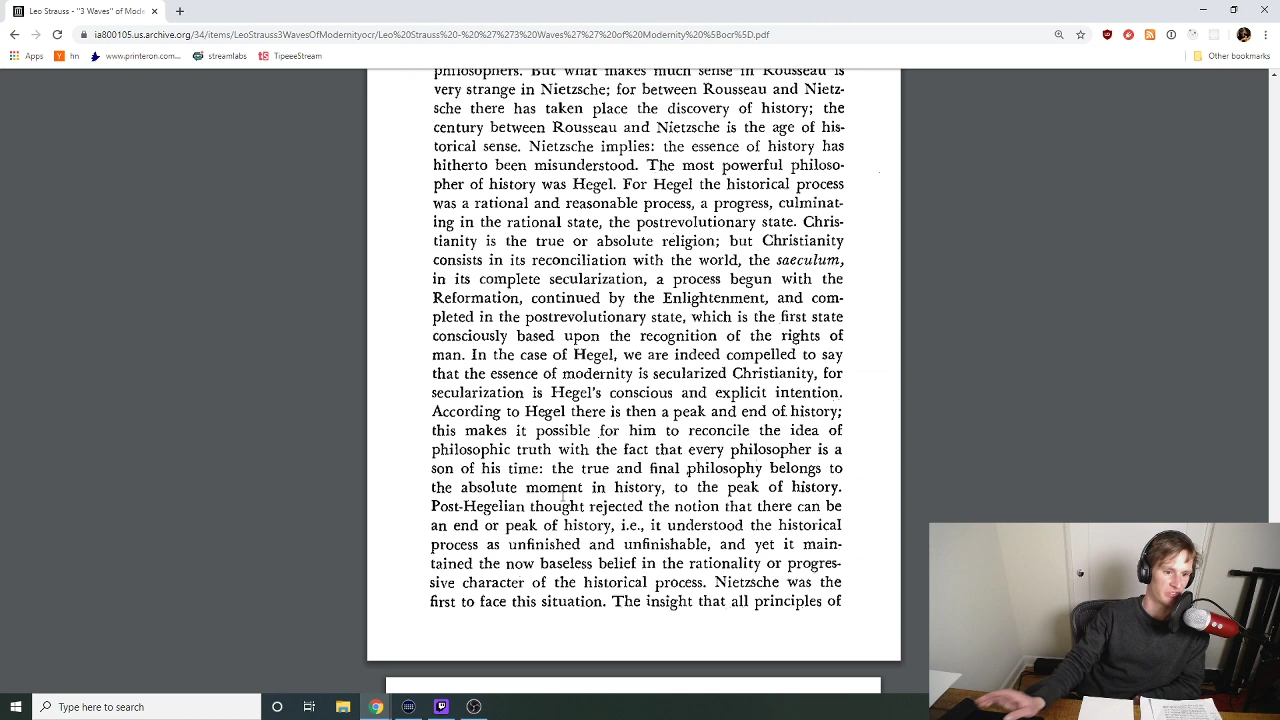 Leo Strauss - "3 Waves" of Mode
ia800105.us.archive.org/34/items/LeoStrauss3WavesOfModernityocr/Leo%20Strauss%20-%20%27%273%20Waves%27%27%20of%20Modernity%20%5Bocr%5D.pdf
Apps hn www.printeron.com... streamlabs TipeeeStream Other bookmarks
philosophers. But what makes much sense in Rousseau is
very strange in Nietzsche; for between Rousseau and Nietz-
sche there has taken place the discovery of history; the
century between Rousseau and Nietzsche is the age of his-
torical sense. Nietzsche implies: the essence of history has
hitherto been misunderstood. The most powerful philoso-
pher of history was Hegel. For Hegel the historical process
was a rational and reasonable process, a progress, culminat-
ing in the rational state, the postrevolutionary state. Chris-
tianity is the true or absolute religion; but Christianity
consists in its reconciliation with the world, the saeculum,
in its complete secularization, a process begun with the
Reformation, continued by the Enlightenment, and com-
pleted in the postrevolutionary state, which is the first state
consciously based upon the recognition of the rights of
man. In the case of Hegel, we are indeed compelled to say
that the essence of modernity is secularized Christianity, for
secularization is Hegel's conscious and explicit intention.
According to Hegel there is then a peak and end of history;
this makes it possible for him to reconcile the idea of
philosophic truth with the fact that every philosopher is a
son of his time: the true and final philosophy belongs to
the absolute moment in history, to the peak of history.
Post-Hegelian thought rejected the notion that there can be
an end or peak of history, i.e., it understood the historical
process as unfinished and unfinishable, and yet it main-
tained the now baseless belief in the rationality or progres-
sive character of the historical process. Nietzsche was the
first to face this situation. The insight that all principles of
Type here to search